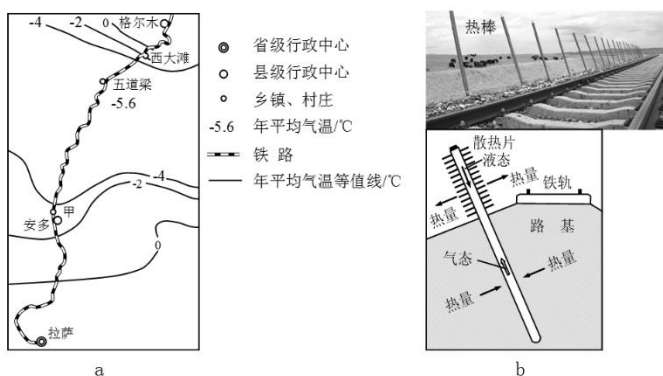 格尔木
-4
-2
0
西大滩
五道梁
-5.6
-4
-2
甲
安多
0
拉萨
a
省级行政中心
县级行政中心
乡镇、村庄
-5.6 年平均气温/℃
铁 路
年平均气温等值线/℃
热棒
散热片
液态
热量
热量
铁轨
路 基
气态
热量
热量
b